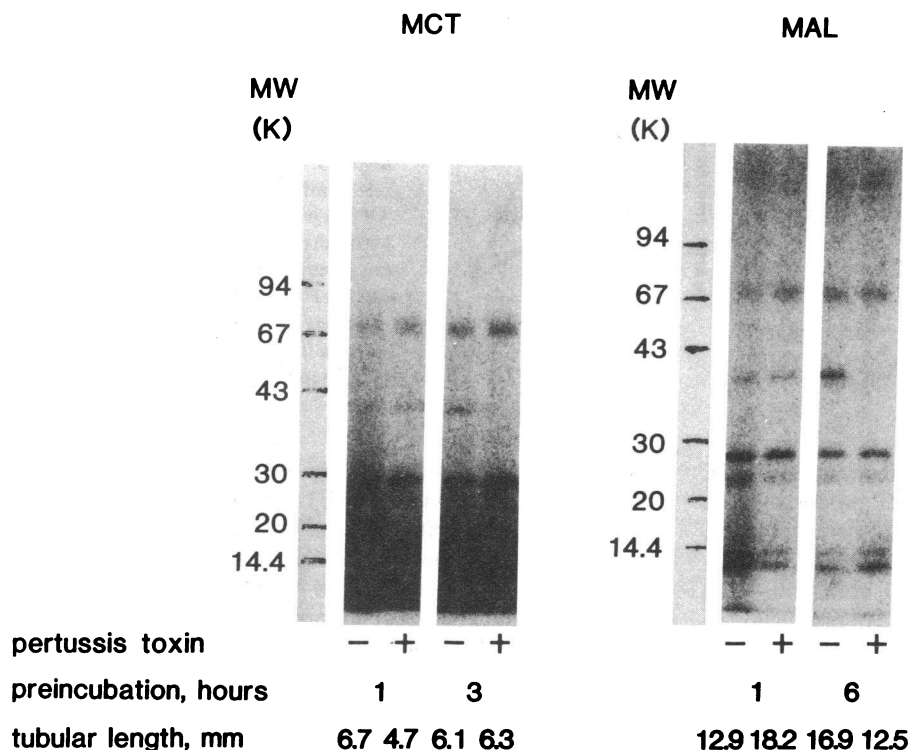 MCT MAL
MW MW
(K) (K)
94 94
67 67
43 43
30 30
20 20
14.4 14.4
pertussis toxin − + − + − + − +
preincubation, hours 1 3 1 6
tubular length, mm 6.7 4.7 6.1 6.3 12.9 18.2 16.9 12.5